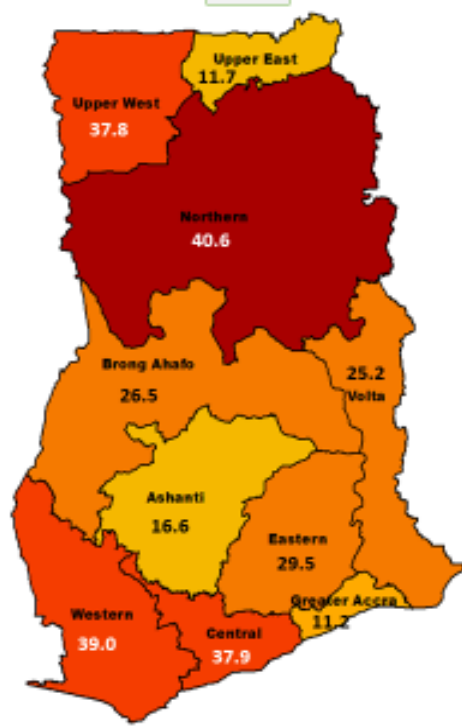 Upper East
11.7
Upper West
37.8
Northern
40.6
Brong Ahafo
26.5
25.2
Volta
Ashanti
16.6
Eastern
29.5
Greater Accra
11.2
Western
39.0
Central
37.9